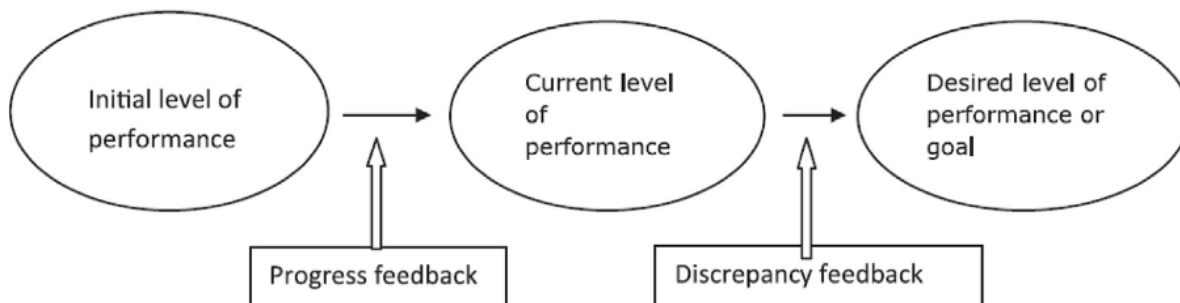 Initial level of
performance
Current level
of
performance
Desired level of
performance or
goal
Progress feedback
Discrepancy feedback